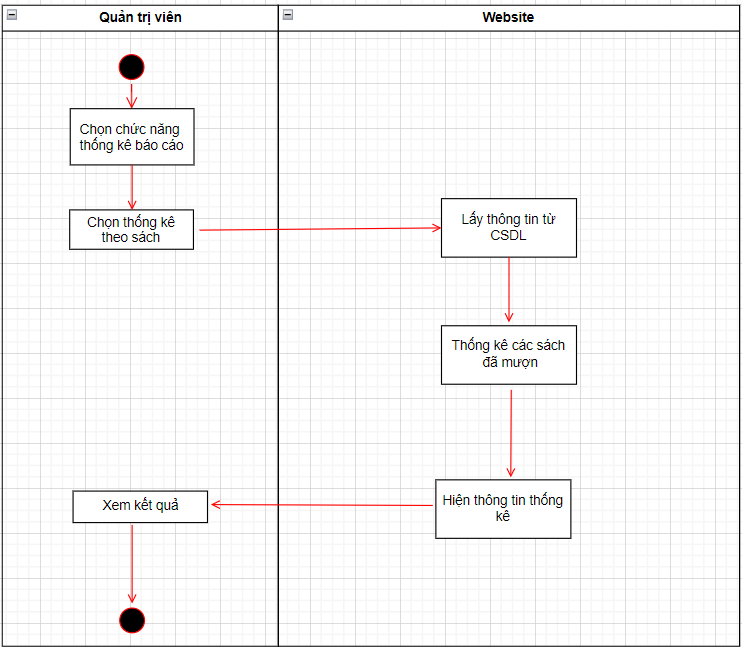 Quản trị viên
Website
Chọn chức năng
thống kê báo cáo
Chọn thống kê
theo sách
Lấy thông tin từ
CSDL
Thống kê các sách
đã mượn
Hiện thông tin thống
kê
Xem kết quả